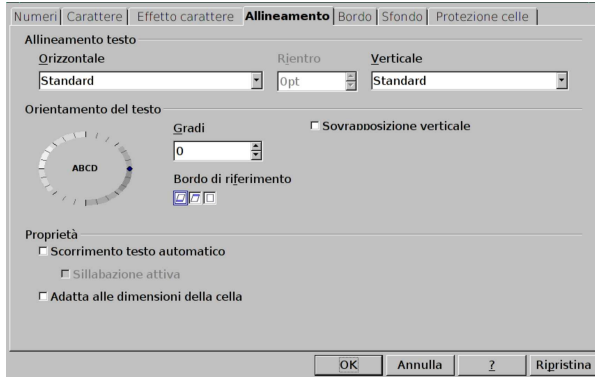 Numeri Carattere Effetto carattere Allineamento Bordo Sfondo Protezione celle
Allineamento testo
Orizzontale Rientro Verticale
Standard 0pt Standard
Orientamento del testo
Gradi Sovrapposizione verticale
0
ABCD
Bordo di riferimento
Proprietà
Scorrimento testo automatico
Sillabazione attiva
Adatta alle dimensioni della cella
OK Annulla ? Ripristina